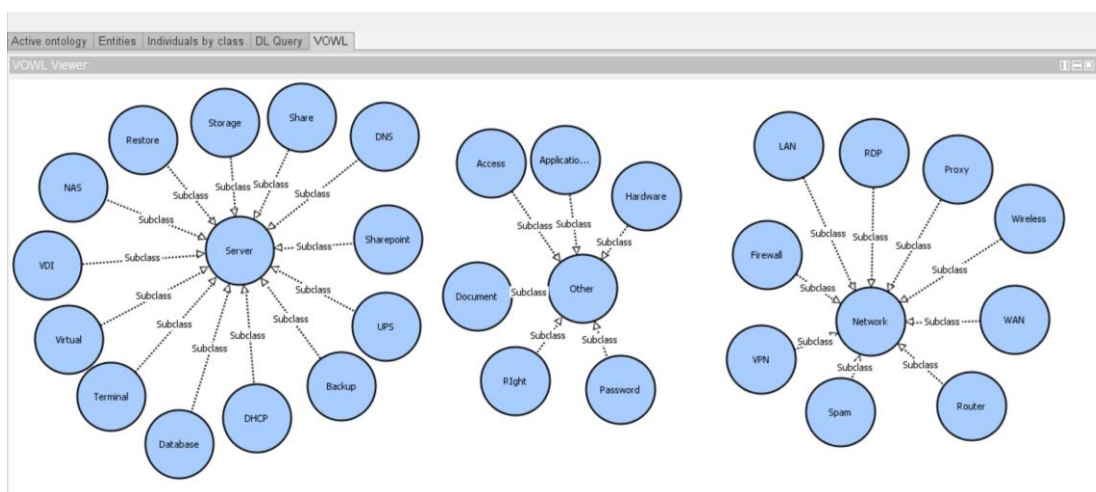 Active ontology Entities Individuals by class DL Query VOWL
VOWL Viewer:
Storage
Share
Restore
DNS
NAS
Subclass
Subclass
Subclass
Subclass
Subclass
Subclass
Server
Subclass
Sharepoint
VDI
Subclass
Subclass
Subclass
Virtual
Subclass
Subclass
UPS
Terminal
Subclass
Subclass
Backup
Database
DHCP
Access
Applicatio...
Hardware
Subclass
Subclass
Subclass
Document
Subclass
Other
Subclass
Subclass
RIght
Password
LAN
RDP
Proxy
Wireless
Subclass
Subclass
Subclass
Subclass
Firewall
Subclass
Network
Subclass
WAN
VPN
Subclass
Subclass
Subclass
Spam
Router